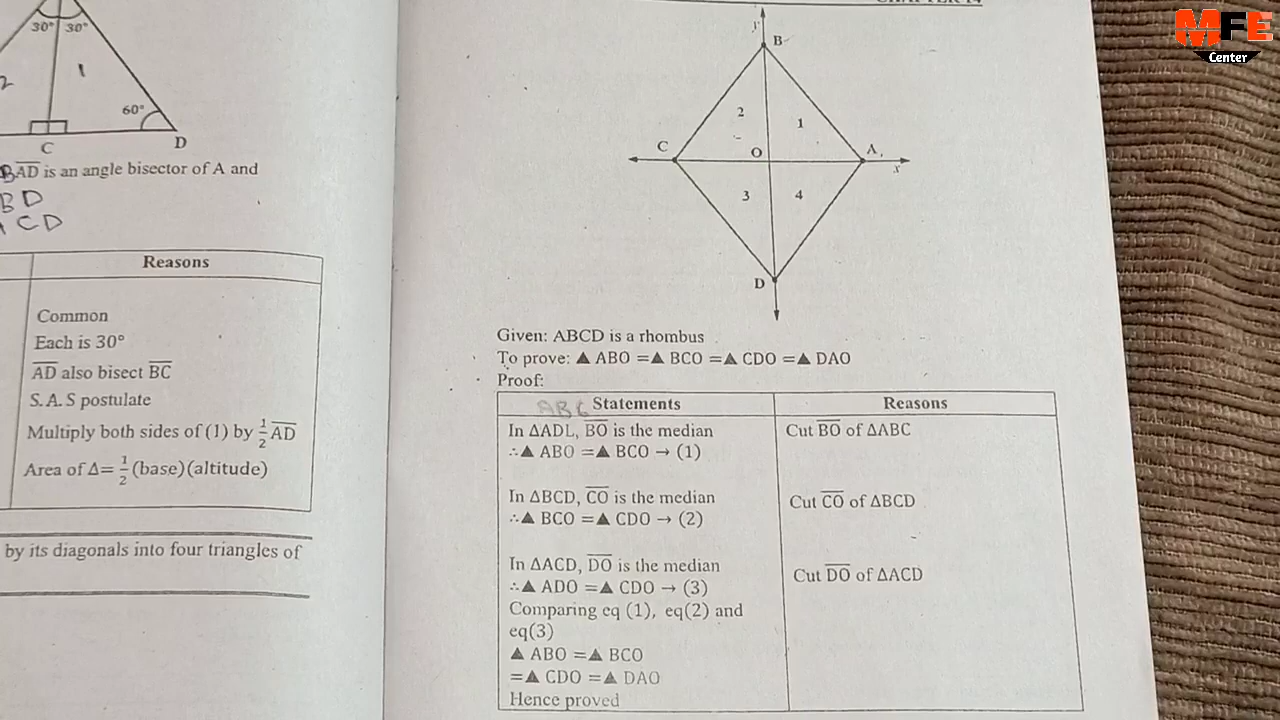 30° 30°
1
2
60°
C
D
BAD is an angle bisector of A and
BD
CD
Reasons
Common
Each is 30°
AD also bisect BC
S.A.S postulate
Multiply both sides of (1) by 1/2 AD
Area of Δ= 1/2 (base)(altitude)
by its diagonals into four triangles of
y
B
2
1
C
O
A
x
3
4
D
Given: ABCD is a rhombus
To prove: ▲ ABO =▲ BCO =▲ CDO =▲ DAO
Proof:
ABC Statements
Reasons
In ΔADL, BO is the median
Cut BO of ΔABC
∴▲ ABO =▲ BCO → (1)
In ΔBCD, CO is the median
Cut CO of ΔBCD
∴▲ BCO =▲ CDO → (2)
In ΔACD, DO is the median
Cut DO of ΔACD
∴▲ ADO =▲ CDO → (3)
Comparing eq (1), eq(2) and
eq(3)
▲ ABO =▲ BCO
=▲ CDO =▲ DAO
Hence proved
MFE
Center